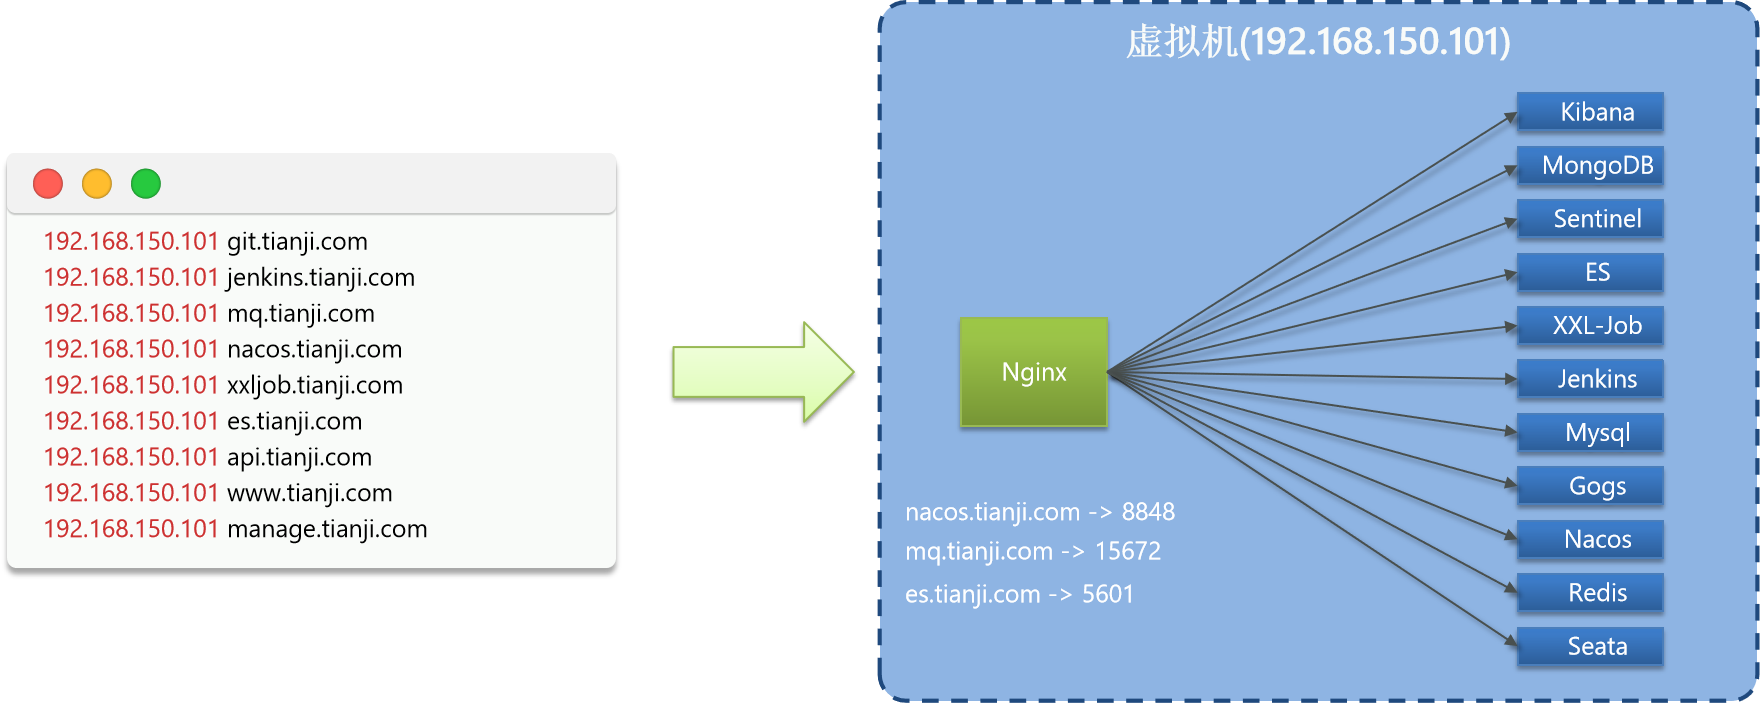 192.168.150.101 git.tianji.com
192.168.150.101 jenkins.tianji.com
192.168.150.101 mq.tianji.com
192.168.150.101 nacos.tianji.com
192.168.150.101 xxljob.tianji.com
192.168.150.101 es.tianji.com
192.168.150.101 api.tianji.com
192.168.150.101 www.tianji.com
192.168.150.101 manage.tianji.com
虚拟机(192.168.150.101)
Nginx
nacos.tianji.com -> 8848
mq.tianji.com -> 15672
es.tianji.com -> 5601
Kibana
MongoDB
Sentinel
ES
XXL-Job
Jenkins
Mysql
Gogs
Nacos
Redis
Seata